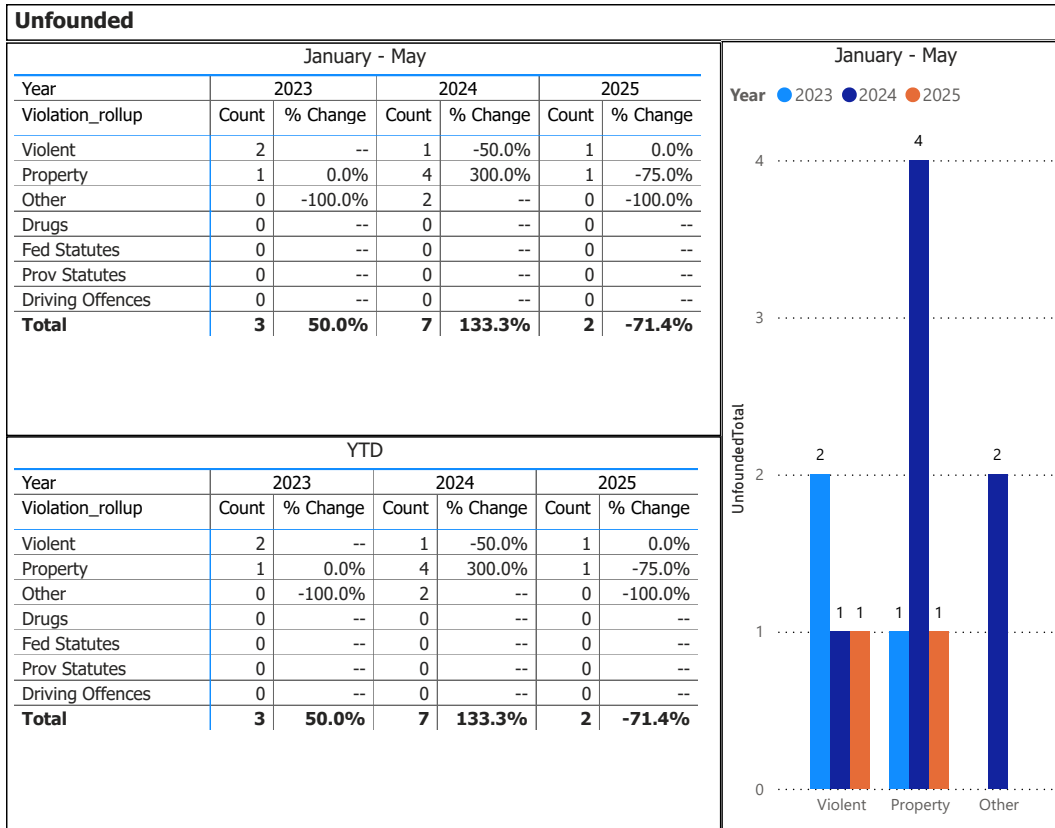 Unfounded
January - May
Year 2023 2024 2025
Violation_rollup Count % Change Count % Change Count % Change
Violent 2 -- 1 -50.0% 1 0.0%
Property 1 0.0% 4 300.0% 1 -75.0%
Other 0 -100.0% 2 -- 0 -100.0%
Drugs 0 -- 0 -- 0 --
Fed Statutes 0 -- 0 -- 0 --
Prov Statutes 0 -- 0 -- 0 --
Driving Offences 0 -- 0 -- 0 --
Total 3 50.0% 7 133.3% 2 -71.4%
YTD
Year 2023 2024 2025
Violation_rollup Count % Change Count % Change Count % Change
Violent 2 -- 1 -50.0% 1 0.0%
Property 1 0.0% 4 300.0% 1 -75.0%
Other 0 -100.0% 2 -- 0 -100.0%
Drugs 0 -- 0 -- 0 --
Fed Statutes 0 -- 0 -- 0 --
Prov Statutes 0 -- 0 -- 0 --
Driving Offences 0 -- 0 -- 0 --
Total 3 50.0% 7 133.3% 2 -71.4%
January - May
Year 2023 2024 2025
UnfoundedTotal
4
3
2
1
0
2 1 1 1 4 1 2
Violent Property Other